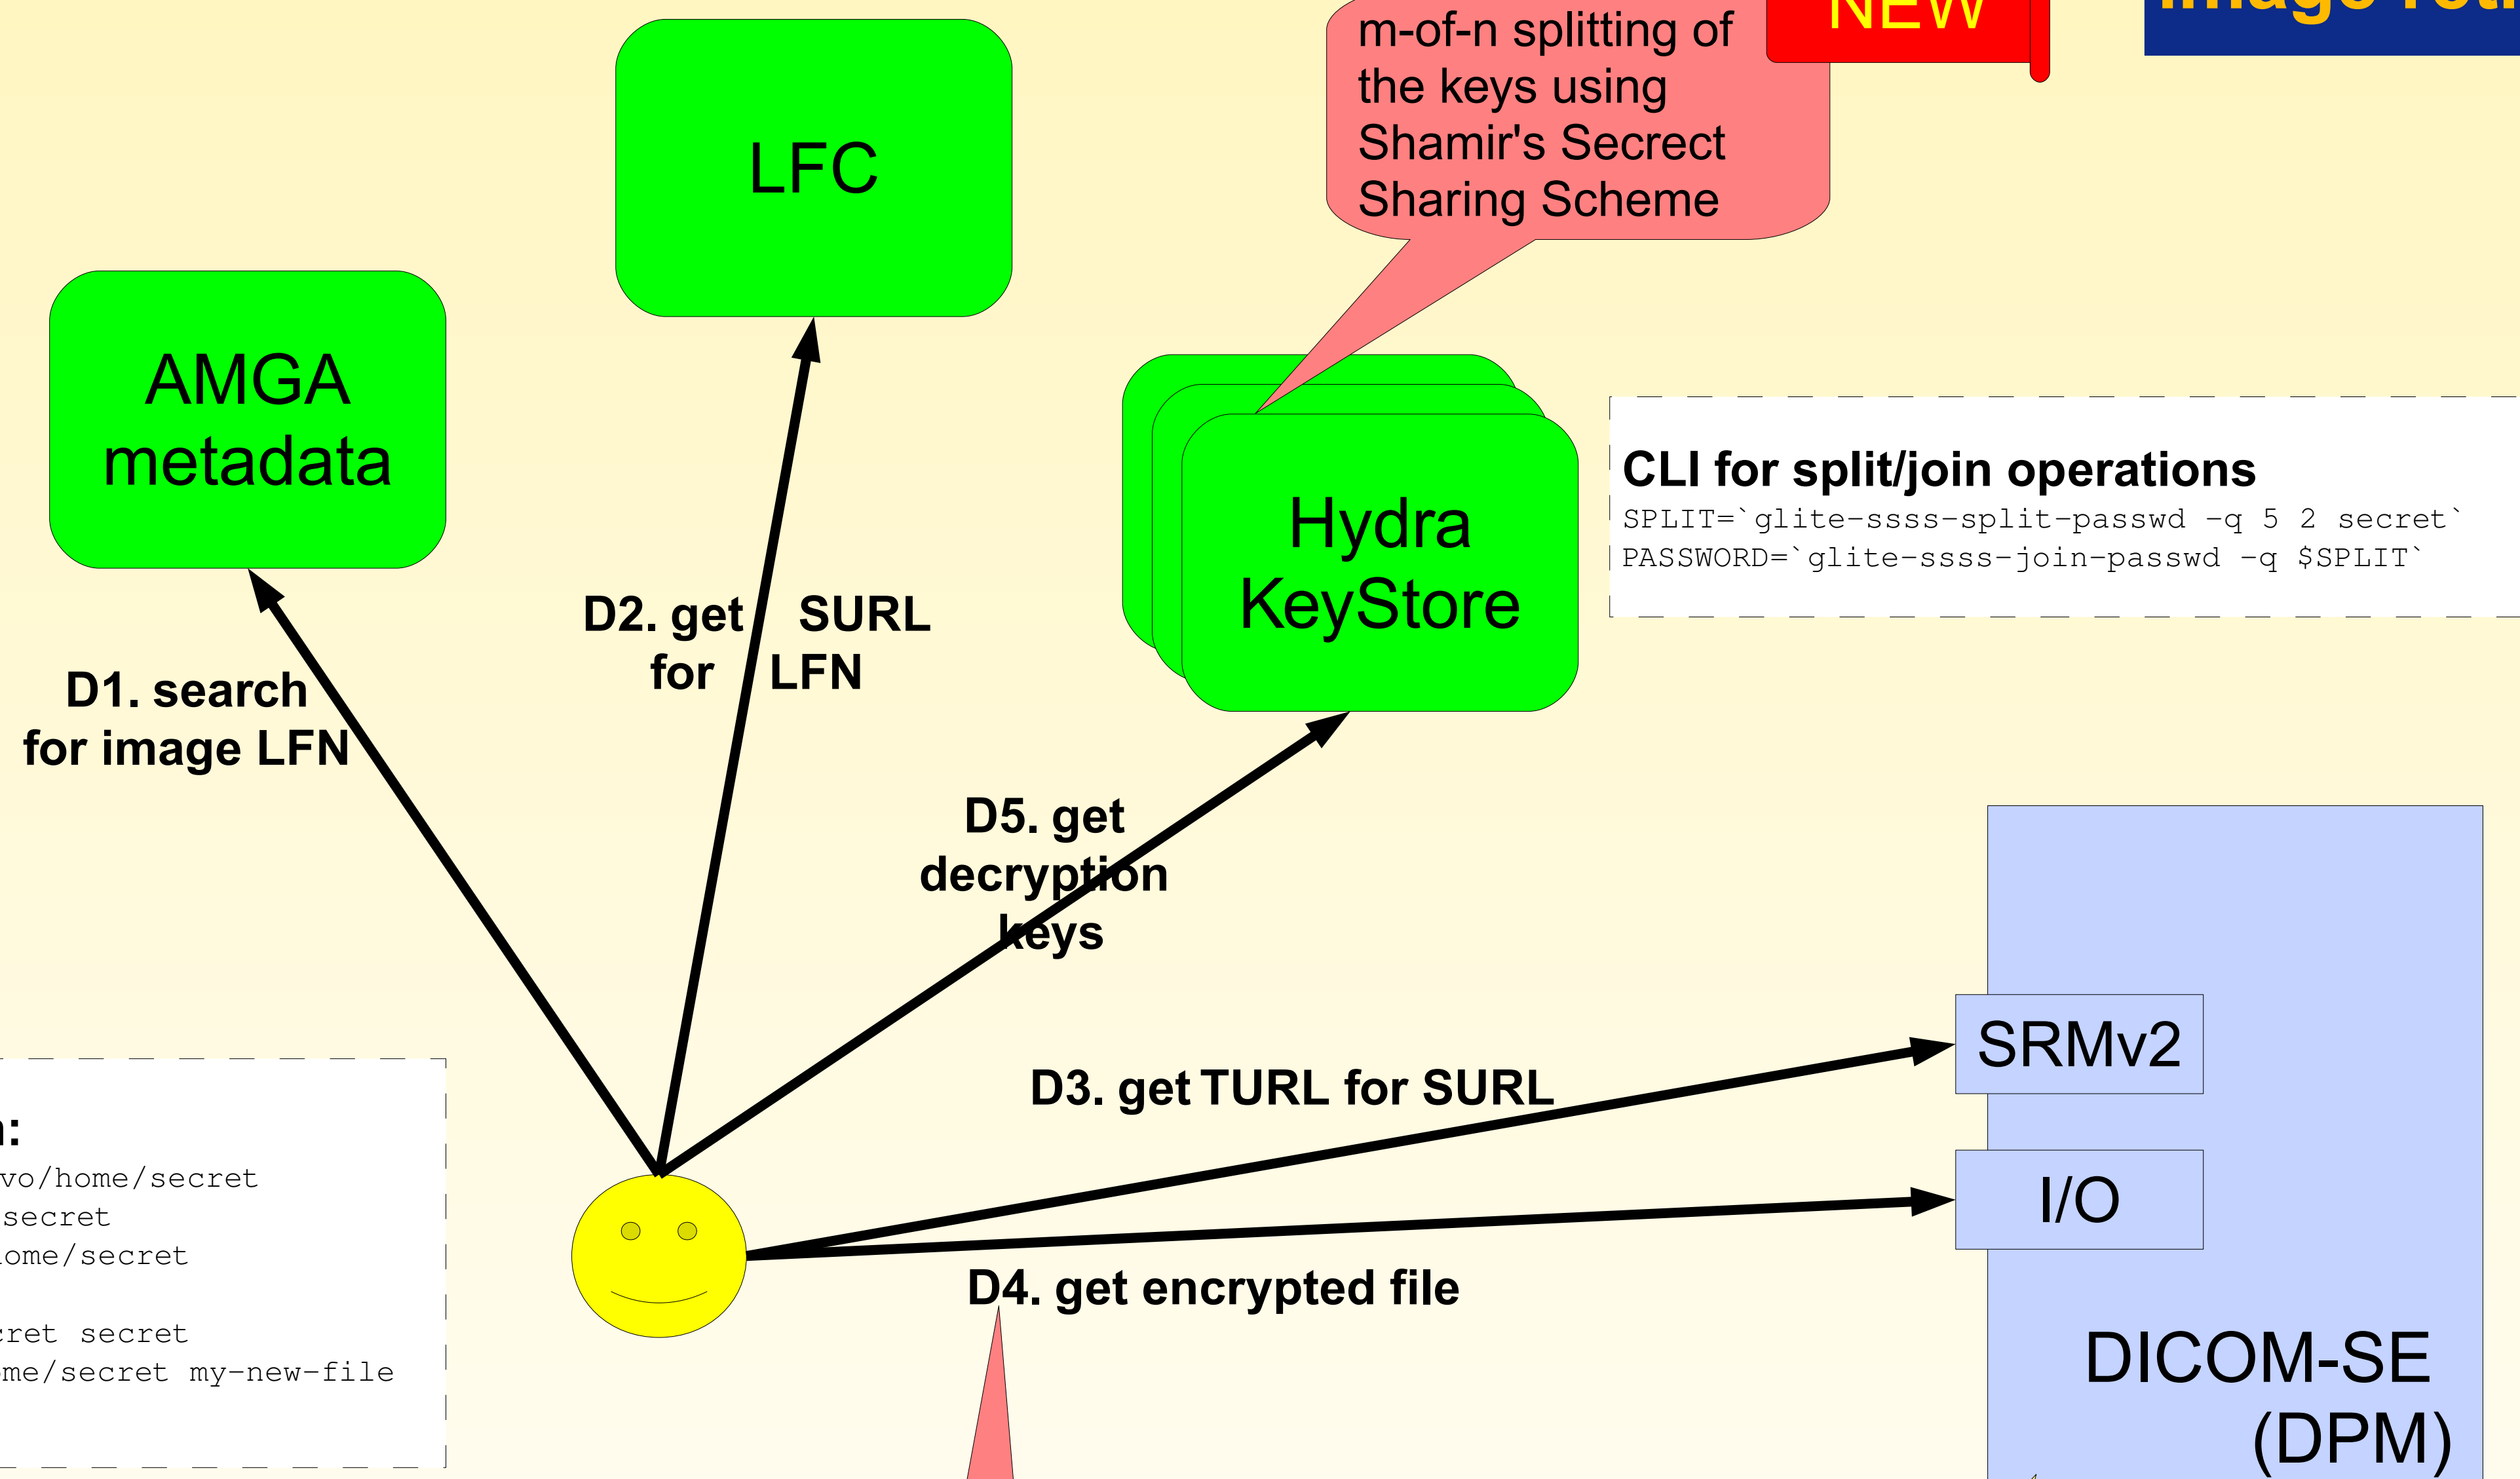 NEW
m-of-n splitting of
the keys using
Shamir's Secrect
Sharing Scheme
LFC
AMGA
metadata
Hydra
KeyStore
CLI for split/join operations
SPLIT=`glite-ssss-split-passwd -q 5 2 secret`
PASSWORD=`glite-ssss-join-passwd -q $SPLIT`
D1. search
for image LFN
D2. get SURL
for LFN
D5. get
decryption
keys
D3. get TURL for SURL
D4. get encrypted file
SRMv2
I/O
DICOM-SE
(DPM)
vo/home/secret
secret
ome/secret
ret secret
me/secret my-new-file